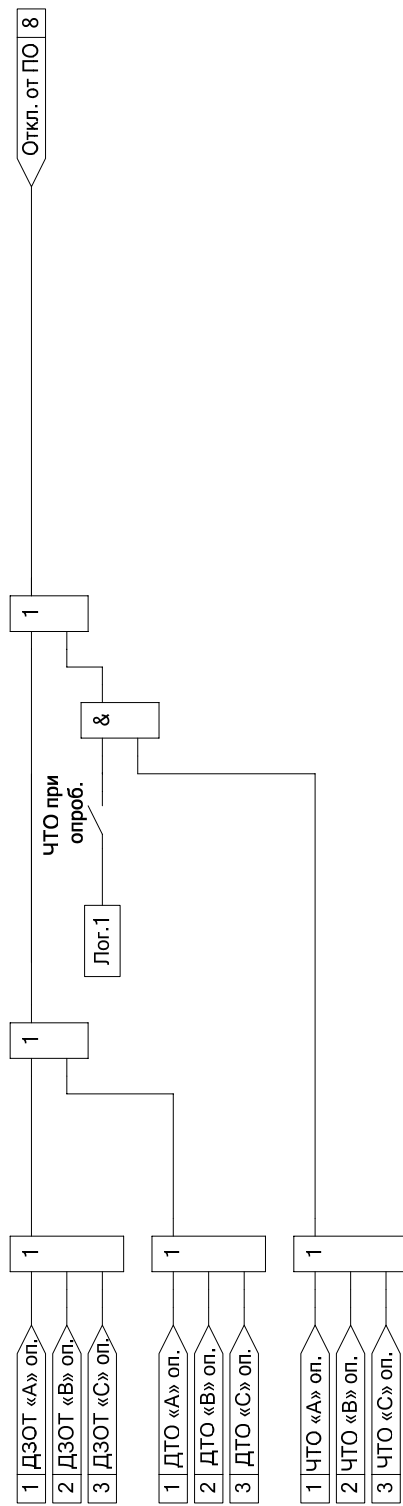 1 ДЗОТ «А» оп.
2 ДЗОТ «В» оп.
3 ДЗОТ «С» оп.
1
1 ДТО «А» оп.
2 ДТО «В» оп.
3 ДТО «С» оп.
1
1 ЧТО «А» оп.
2 ЧТО «В» оп.
3 ЧТО «С» оп.
1
1
Лог.1
ЧТО при
опроб.
&
1
Откл. от ПО 8